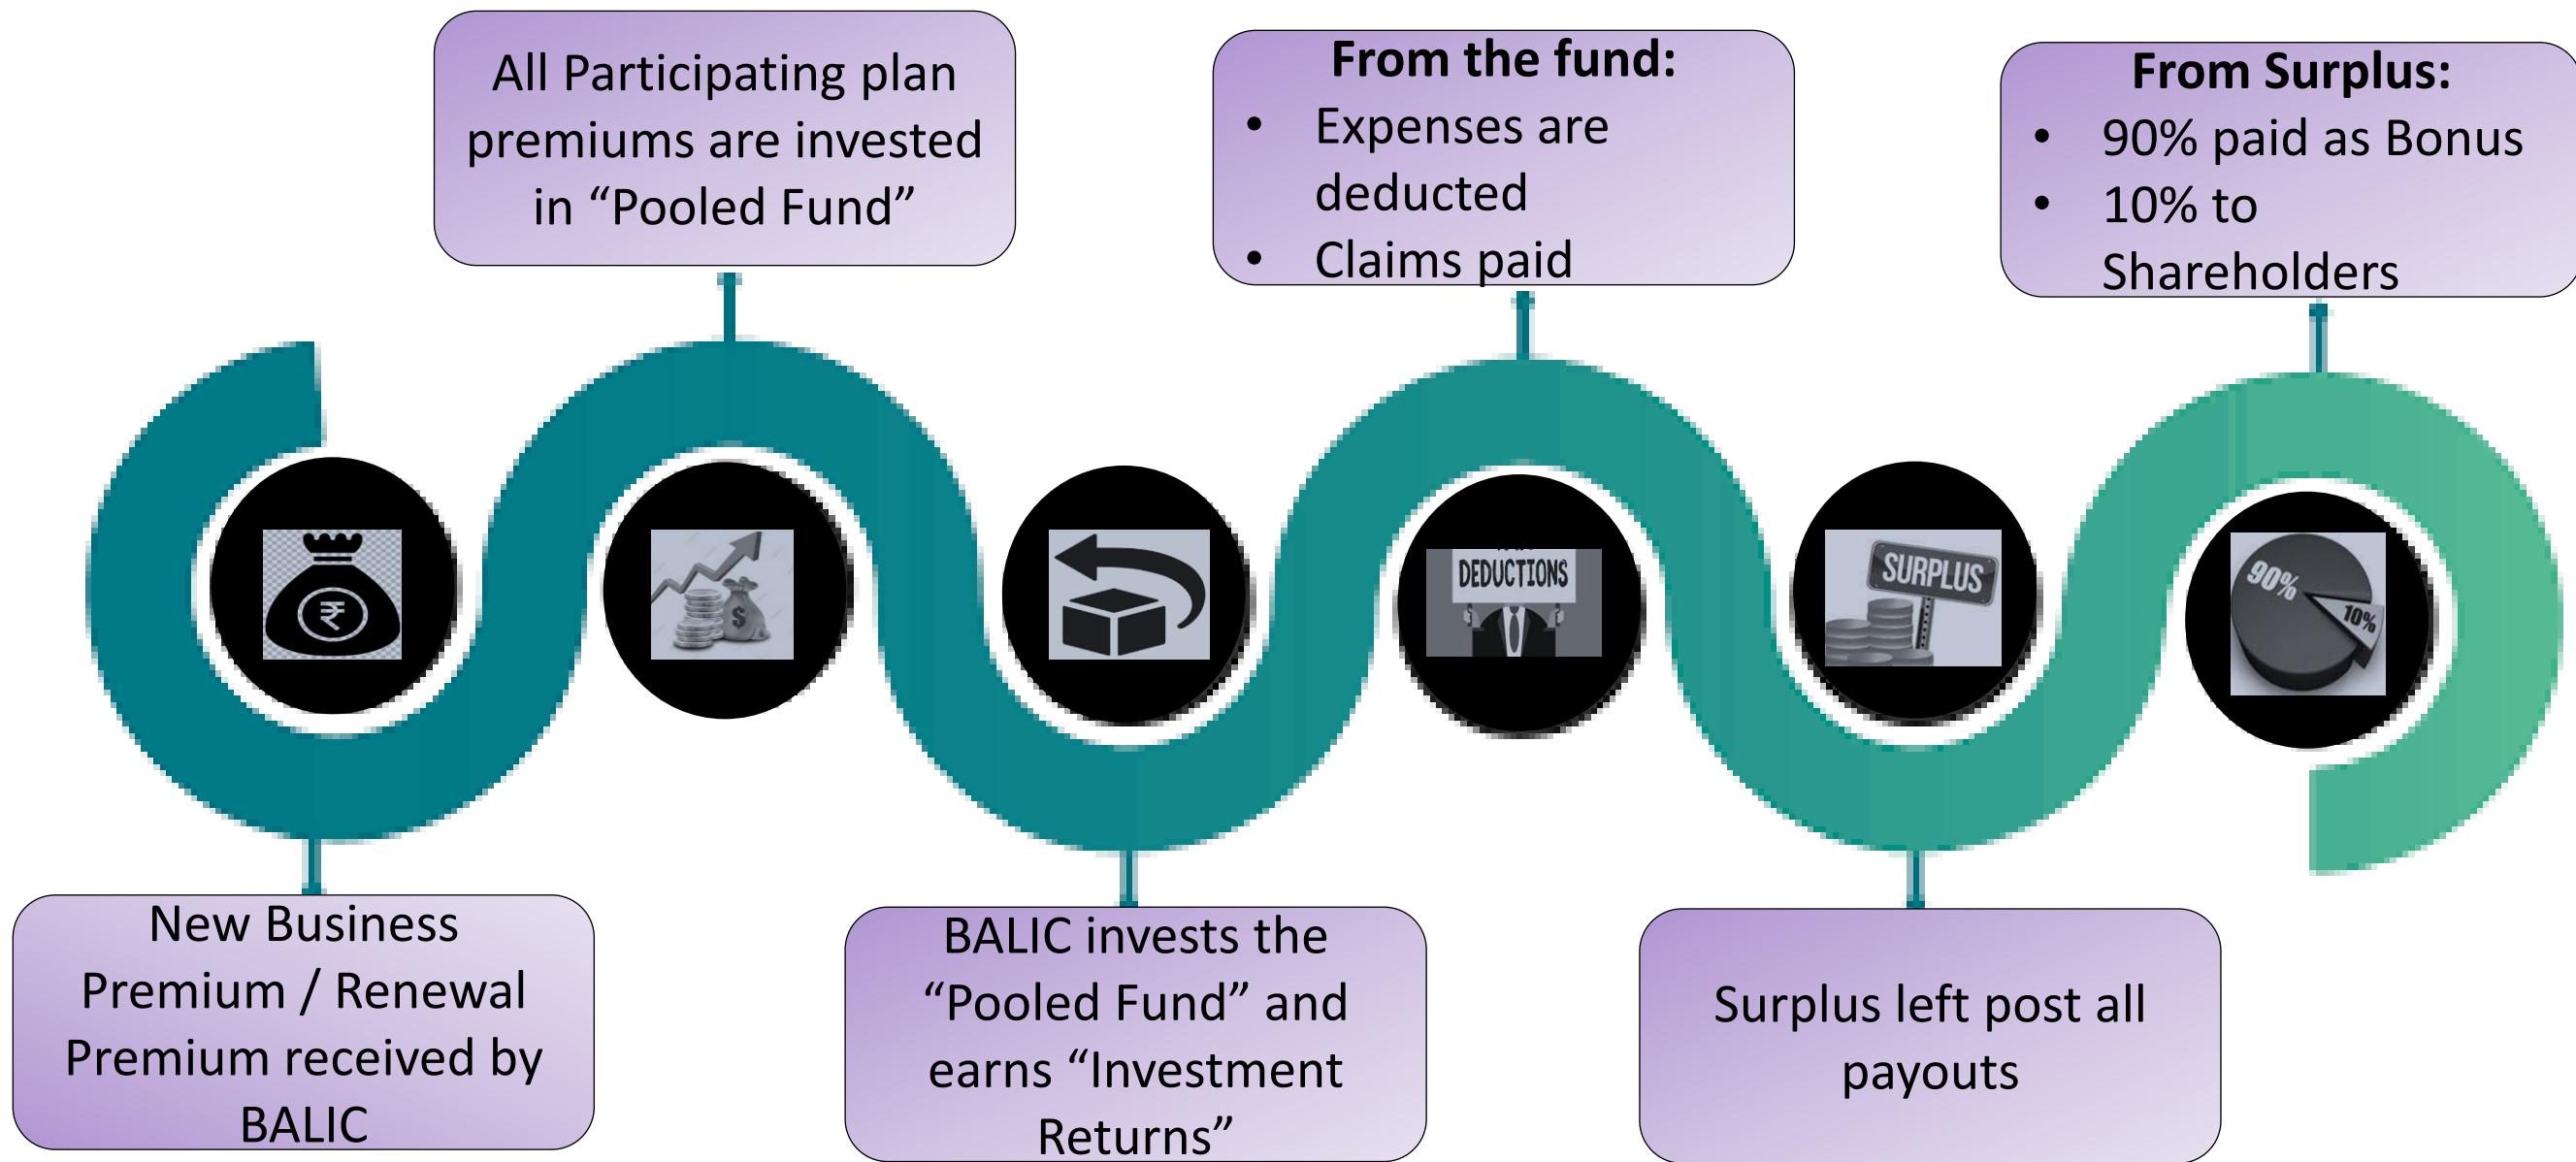 New Business
Premium / Renewal
Premium received by
BALIC
All Participating plan
premiums are invested
in “Pooled Fund”
BALIC invests the
“Pooled Fund” and
earns “Investment
Returns”
From the fund:
• Expenses are
deducted
• Claims paid
Surplus left post all
payouts
From Surplus:
• 90% paid as Bonus
• 10% to
Shareholders
₹
$
DEDUCTIONS
SURPLUS
90%
10%